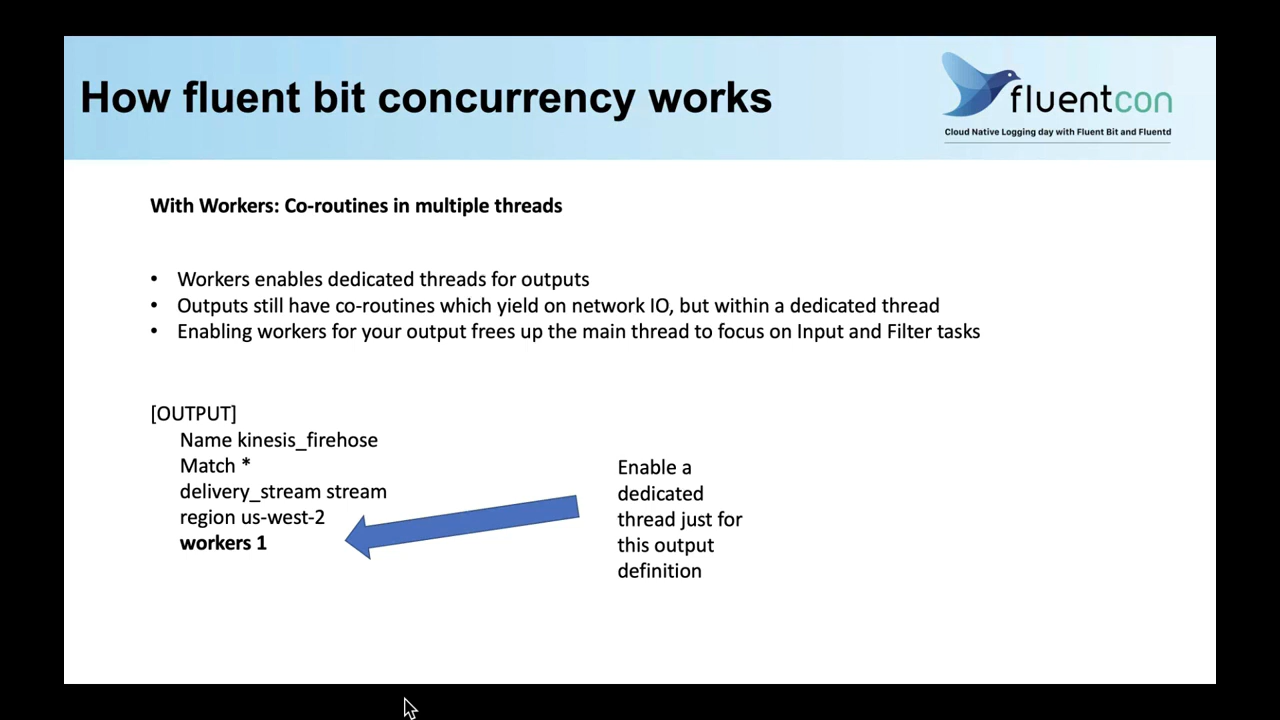 How fluent bit concurrency works
fluentcon
Cloud Native Logging day with Fluent Bit and Fluentd
With Workers: Co-routines in multiple threads
• Workers enables dedicated threads for outputs
• Outputs still have co-routines which yield on network IO, but within a dedicated thread
• Enabling workers for your output frees up the main thread to focus on Input and Filter tasks
[OUTPUT]
Name kinesis_firehose
Match *
delivery_stream stream
region us-west-2
workers 1
Enable a
dedicated
thread just for
this output
definition